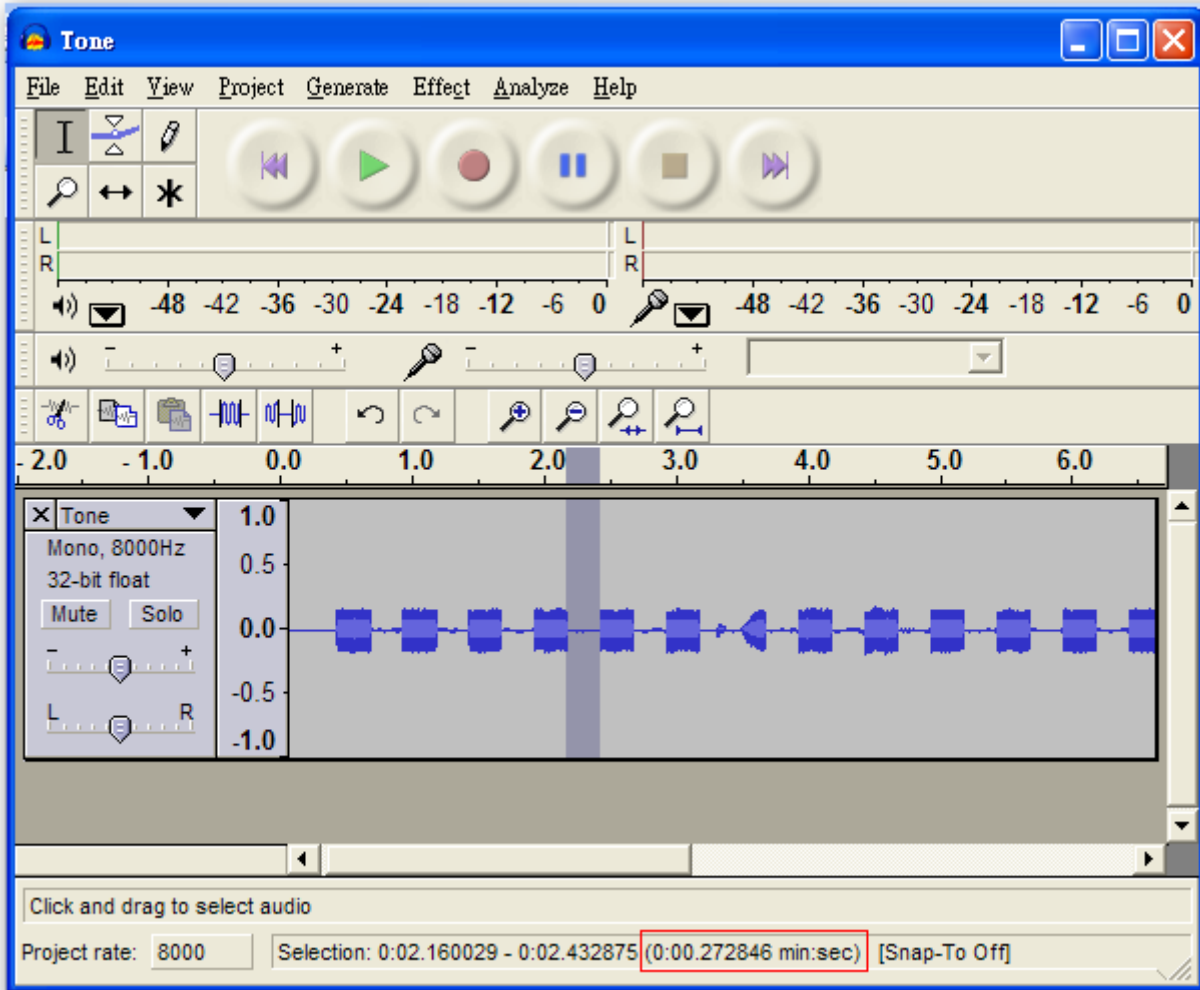 Tone
File Edit View Project Generate Effect Analyze Help
L
R
-48 -42 -36 -30 -24 -18 -12 -6 0
L
R
-48 -42 -36 -30 -24 -18 -12 -6 0
- +
- +
- 2.0 - 1.0 0.0 1.0 2.0 3.0 4.0 5.0 6.0
X Tone
Mono, 8000Hz
32-bit float
Mute Solo
- +
L R
1.0
0.5
0.0
-0.5
-1.0
Click and drag to select audio
Project rate: 8000 Selection: 0:02.160029 - 0:02.432875 (0:00.272846 min:sec) [Snap-To Off]